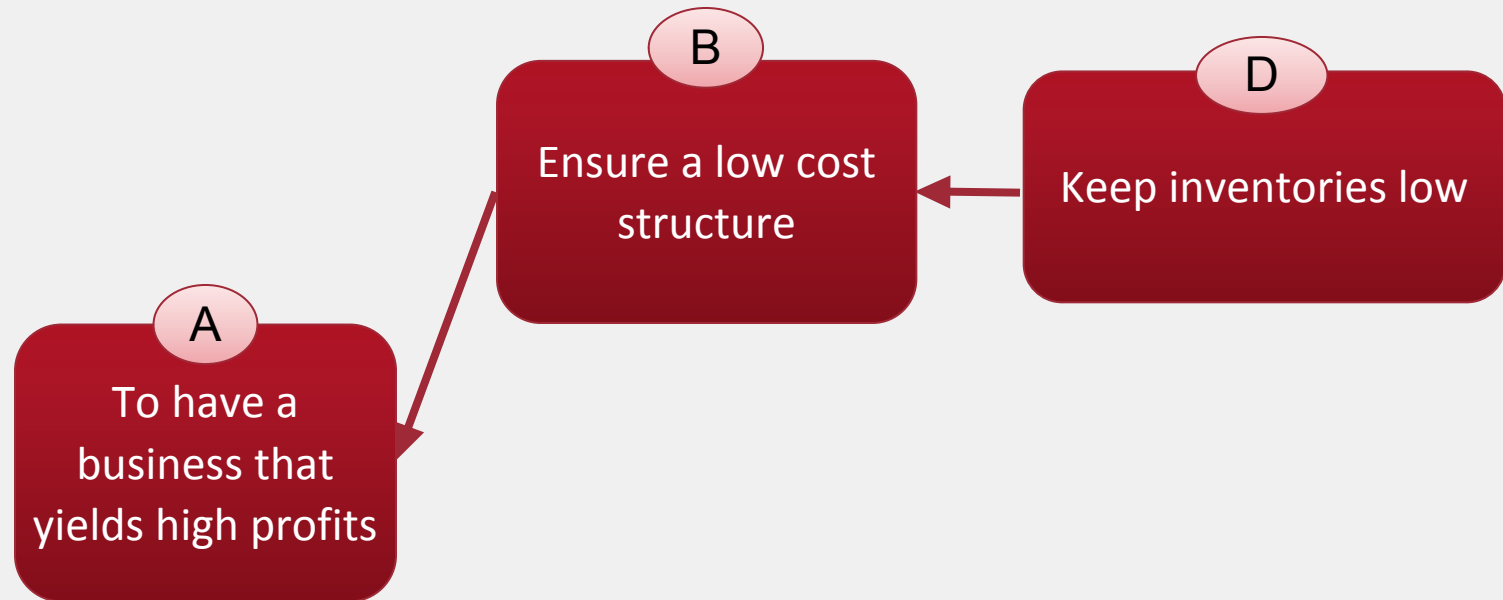 B
Ensure a low cost
structure
D
Keep inventories low
A
To have a
business that
yields high profits